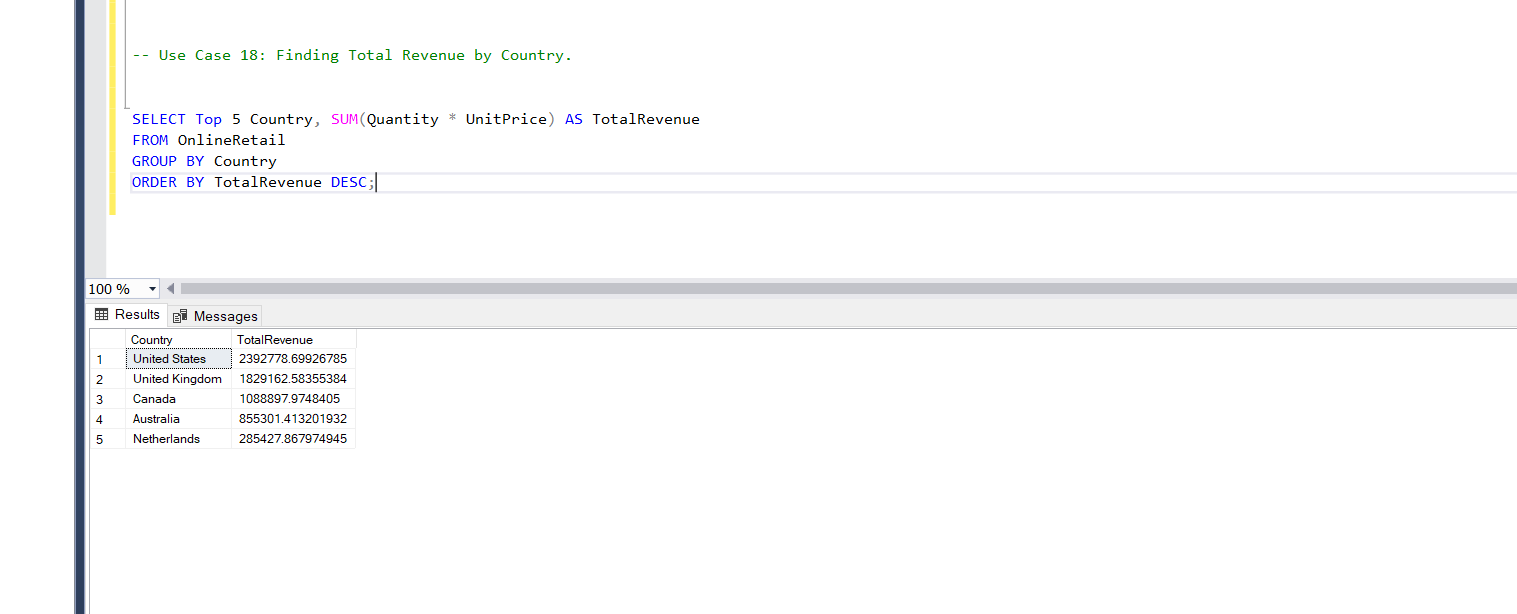 -- Use Case 18: Finding Total Revenue by Country.
SELECT Top 5 Country, SUM(Quantity * UnitPrice) AS TotalRevenue
FROM OnlineRetail
GROUP BY Country
ORDER BY TotalRevenue DESC;
100 %
Results Messages
Country TotalRevenue
1 United States 2392778.69926785
2 United Kingdom 1829162.58355384
3 Canada 1088897.9748405
4 Australia 855301.413201932
5 Netherlands 285427.867974945